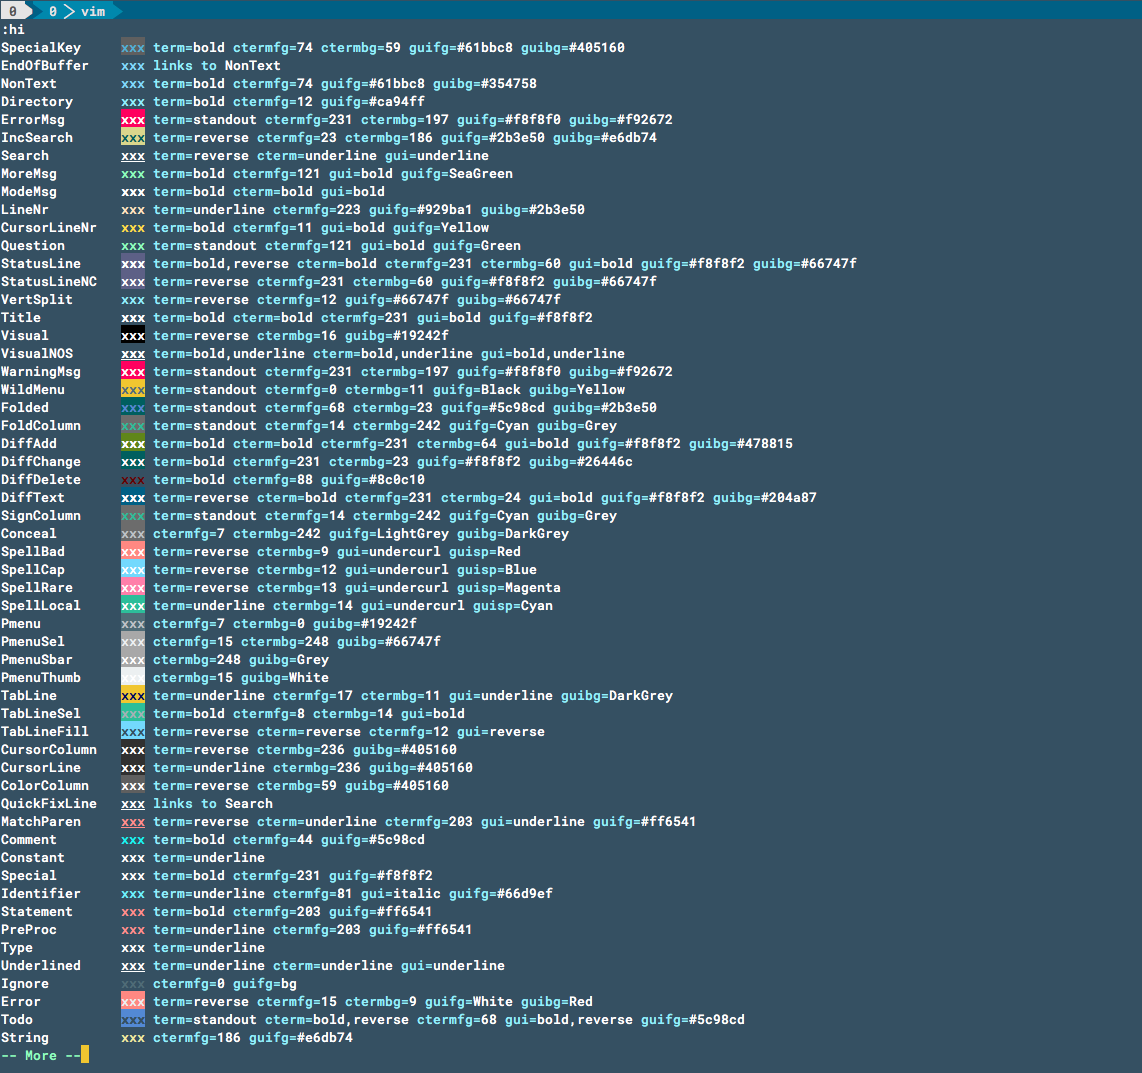 0 0 vim
:hi
SpecialKey xxx term=bold ctermfg=74 ctermbg=59 guifg=#61bbc8 guibg=#405160
EndOfBuffer xxx links to NonText
NonText xxx term=bold ctermfg=74 guifg=#61bbc8 guibg=#354758
Directory xxx term=bold ctermfg=12 guifg=#ca94ff
ErrorMsg xxx term=standout ctermfg=231 ctermbg=197 guifg=#f8f8f0 guibg=#f92672
IncSearch xxx term=reverse ctermfg=23 ctermbg=186 guifg=#2b3e50 guibg=#e6db74
Search xxx term=reverse cterm=underline gui=underline
MoreMsg xxx term=bold ctermfg=121 gui=bold guifg=SeaGreen
ModeMsg xxx term=bold cterm=bold gui=bold
LineNr xxx term=underline ctermfg=223 guifg=#929ba1 guibg=#2b3e50
CursorLineNr xxx term=bold ctermfg=11 gui=bold guifg=Yellow
Question xxx term=standout ctermfg=121 gui=bold guifg=Green
StatusLine xxx term=bold,reverse cterm=bold ctermfg=231 ctermbg=60 gui=bold guifg=#f8f8f2 guibg=#66747f
StatusLineNC xxx term=reverse ctermfg=231 ctermbg=60 guifg=#f8f8f2 guibg=#66747f
VertSplit xxx term=reverse ctermfg=12 guifg=#66747f guibg=#66747f
Title xxx term=bold cterm=bold ctermfg=231 gui=bold guifg=#f8f8f2
Visual xxx term=reverse ctermbg=16 guibg=#19242f
VisualNOS xxx term=bold,underline cterm=bold,underline gui=bold,underline
WarningMsg xxx term=standout ctermfg=231 ctermbg=197 guifg=#f8f8f0 guibg=#f92672
WildMenu xxx term=standout ctermfg=0 ctermbg=11 guifg=Black guibg=Yellow
Folded xxx term=standout ctermfg=68 ctermbg=23 guifg=#5c98cd guibg=#2b3e50
FoldColumn xxx term=standout ctermfg=14 ctermbg=242 guifg=Cyan guibg=Grey
DiffAdd xxx term=bold cterm=bold ctermfg=231 ctermbg=64 gui=bold guifg=#f8f8f2 guibg=#478815
DiffChange xxx term=bold ctermfg=231 ctermbg=23 guifg=#f8f8f2 guibg=#26446c
DiffDelete xxx term=bold ctermfg=88 guifg=#8c0c10
DiffText xxx term=reverse cterm=bold ctermfg=231 ctermbg=24 gui=bold guifg=#f8f8f2 guibg=#204a87
SignColumn xxx term=standout ctermfg=14 ctermbg=242 guifg=Cyan guibg=Grey
Conceal xxx ctermfg=7 ctermbg=242 guifg=LightGrey guibg=DarkGrey
SpellBad xxx term=reverse ctermbg=9 gui=undercurl guisp=Red
SpellCap xxx term=reverse ctermbg=12 gui=undercurl guisp=Blue
SpellRare xxx term=reverse ctermbg=13 gui=undercurl guisp=Magenta
SpellLocal xxx term=underline ctermbg=14 gui=undercurl guisp=Cyan
Pmenu xxx ctermfg=7 ctermbg=0 guibg=#19242f
PmenuSel xxx ctermfg=15 ctermbg=248 guibg=#66747f
PmenuSbar xxx ctermbg=248 guibg=Grey
PmenuThumb xxx ctermbg=15 guibg=White
TabLine xxx term=underline ctermfg=17 ctermbg=11 gui=underline guibg=DarkGrey
TabLineSel xxx term=bold ctermfg=8 ctermbg=14 gui=bold
TabLineFill xxx term=reverse cterm=reverse ctermfg=12 gui=reverse
CursorColumn xxx term=reverse ctermbg=236 guibg=#405160
CursorLine xxx term=underline ctermbg=236 guibg=#405160
ColorColumn xxx term=reverse ctermbg=59 guibg=#405160
QuickFixLine xxx links to Search
MatchParen xxx term=reverse cterm=underline ctermfg=203 gui=underline guifg=#ff6541
Comment xxx term=bold ctermfg=44 guifg=#5c98cd
Constant xxx term=underline
Special xxx term=bold ctermfg=231 guifg=#f8f8f2
Identifier xxx term=underline ctermfg=81 gui=italic guifg=#66d9ef
Statement xxx term=bold ctermfg=203 guifg=#ff6541
PreProc xxx term=underline ctermfg=203 guifg=#ff6541
Type xxx term=underline
Underlined xxx term=underline cterm=underline gui=underline
Ignore xxx ctermfg=0 guifg=bg
Error xxx term=reverse ctermfg=15 ctermbg=9 guifg=White guibg=Red
Todo xxx term=standout cterm=bold,reverse ctermfg=68 gui=bold,reverse guifg=#5c98cd
String xxx ctermfg=186 guifg=#e6db74
-- More --